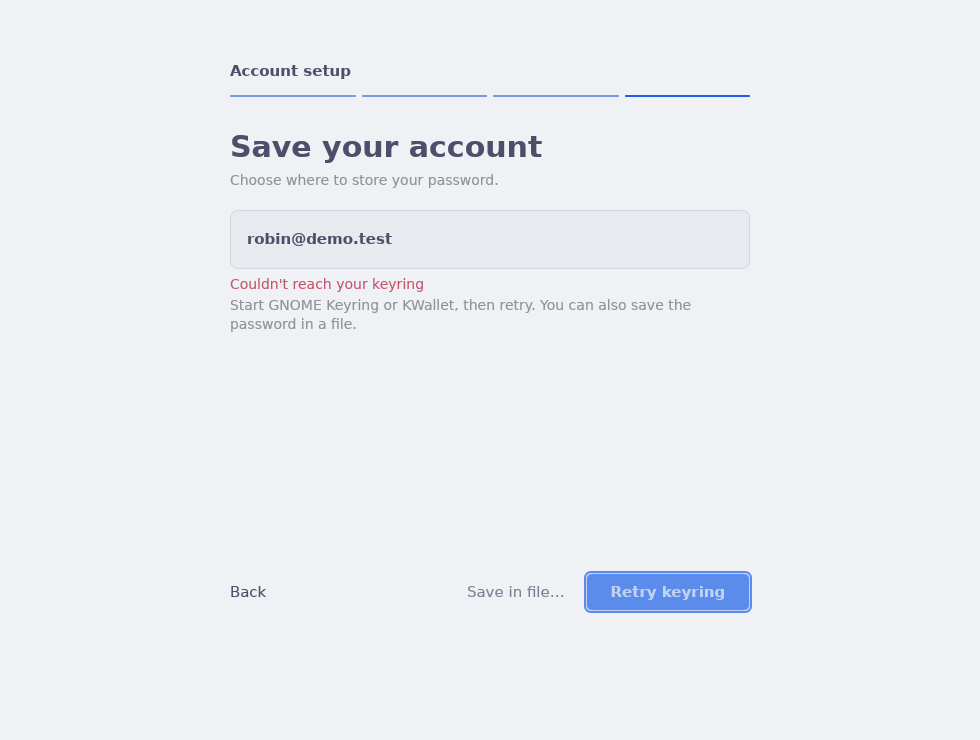 Account setup
Save your account
Choose where to store your password.
robin@demo.test
Couldn't reach your keyring
Start GNOME Keyring or KWallet, then retry. You can also save the
password in a file.
Back
Save in file…
Retry keyring